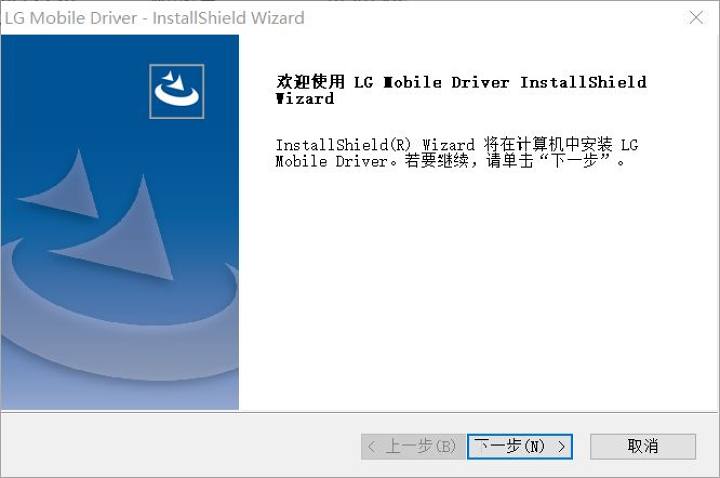 LG Mobile Driver - InstallShield Wizard
欢迎使用 LG Mobile Driver InstallShield
Wizard
InstallShield(R) Wizard 将在计算机中安装 LG
Mobile Driver。若要继续，请单击“下一步”。
< 上一步(B)
下一步(N) >
取消